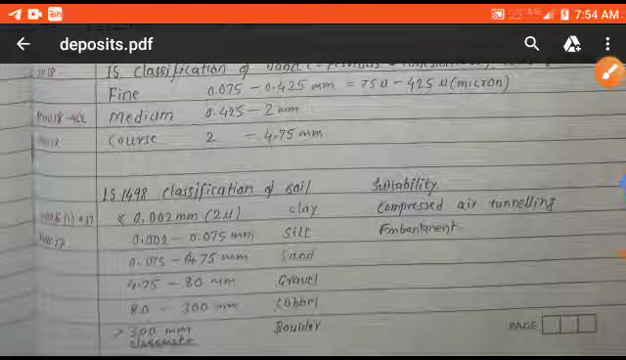 7:54 AM
deposits.pdf
IS classification of sand
Fine 0.075 - 0.425 mm = 75μ - 425 μ (micron)
Medium 0.425 - 2 mm
Course 2 - 4.75 mm
IS 1498 classification of soil Suitability
< 0.002 mm (2μ) clay Compressed air tunnelling
0.002 - 0.075 mm Silt Embankment
0.075 - 4.75 mm Sand
4.75 - 80 mm Gravel
80 - 300 mm Cobbel
> 300 mm Boulder
classmate
PAGE